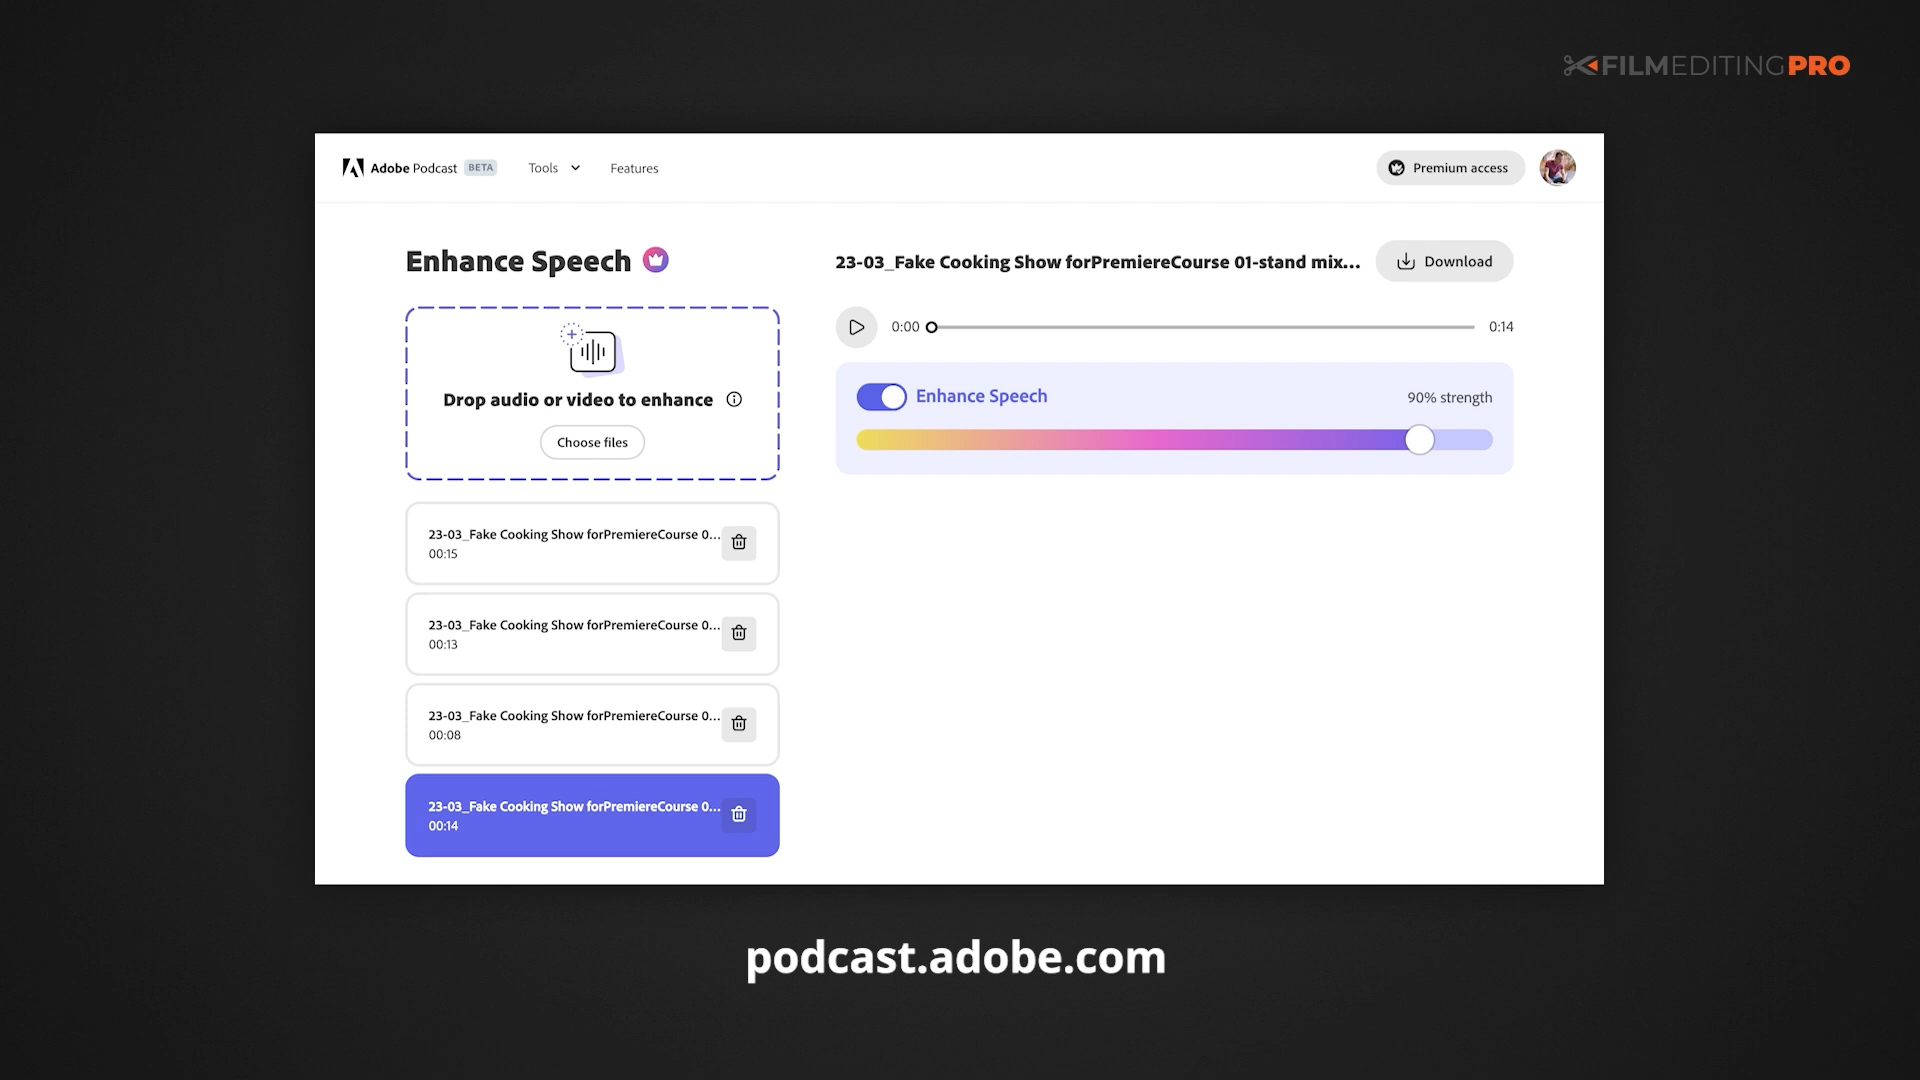 FILMEDITINGPRO
Adobe Podcast BETA Tools Features Premium access
Enhance Speech
23-03_Fake Cooking Show forPremiereCourse 01-stand mix... Download
0:00 0:14
Drop audio or video to enhance
Choose files
Enhance Speech 90% strength
23-03_Fake Cooking Show forPremiereCourse 0...
00:15
23-03_Fake Cooking Show forPremiereCourse 0...
00:13
23-03_Fake Cooking Show forPremiereCourse 0...
00:08
23-03_Fake Cooking Show forPremiereCourse 0...
00:14
podcast.adobe.com